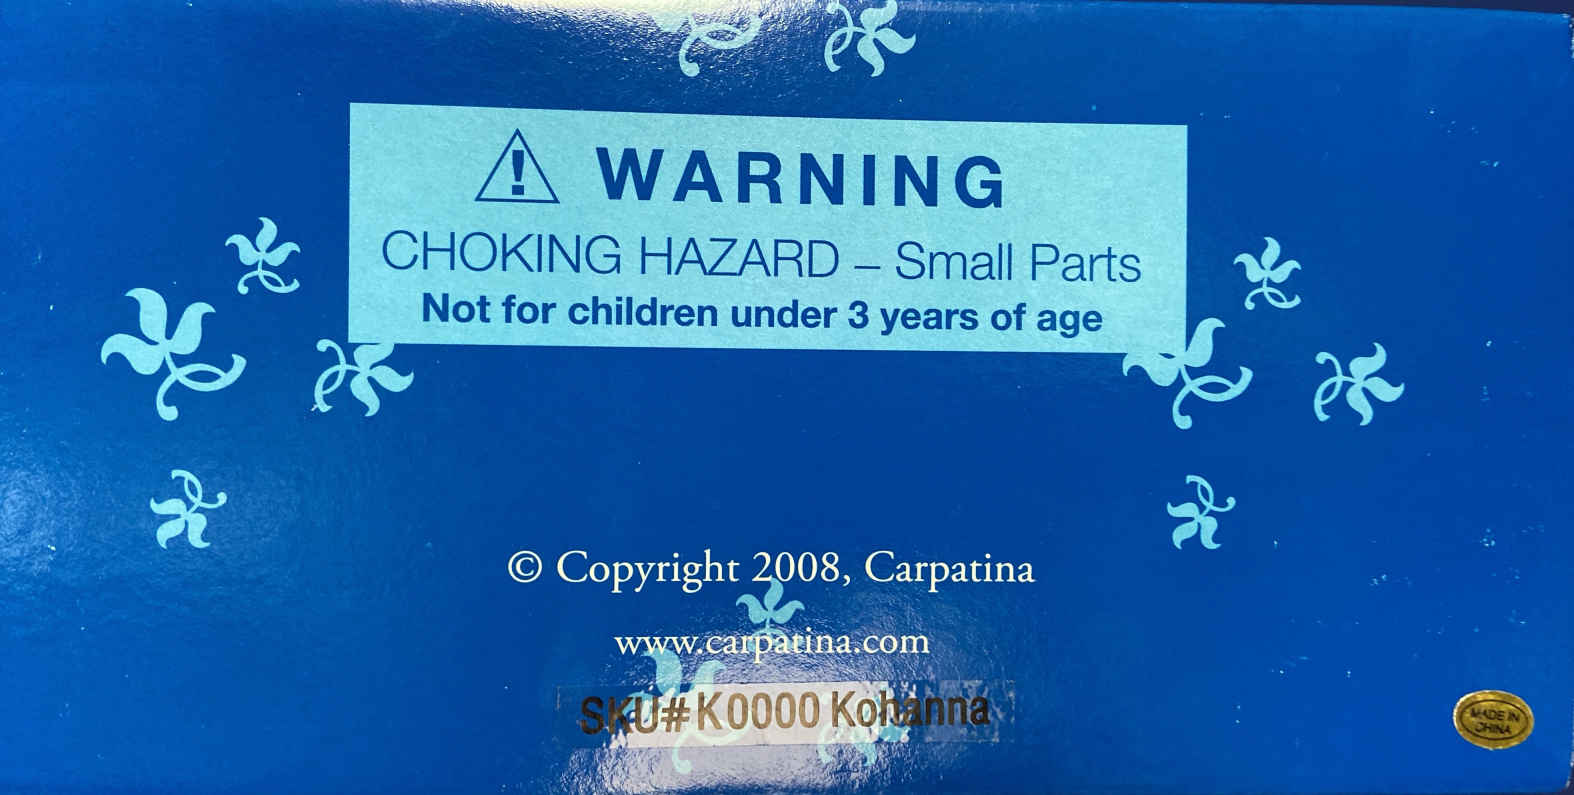 WARNING
CHOKING HAZARD – Small Parts
Not for children under 3 years of age
© Copyright 2008, Carpatina
www.carpatina.com
SKU# K0000 Kohanna
MADE IN
CHINA